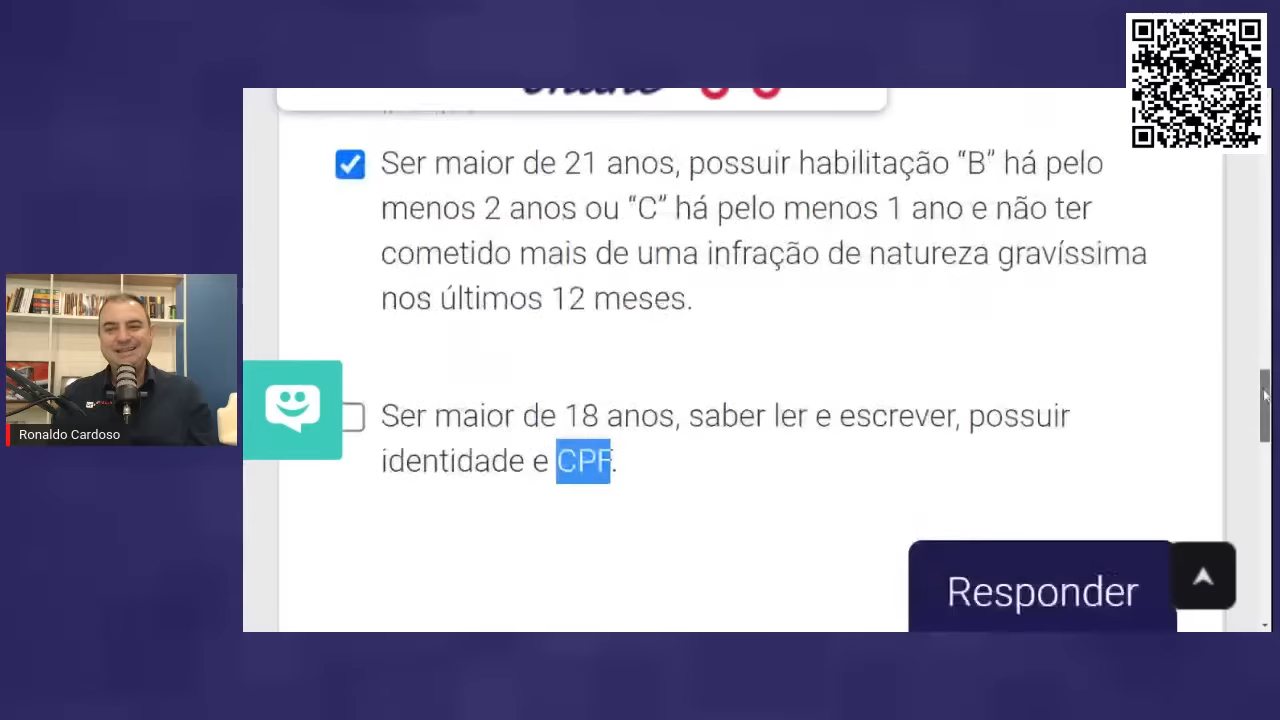 Ser maior de 21 anos, possuir habilitação “B” há pelo
menos 2 anos ou “C” há pelo menos 1 ano e não ter
cometido mais de uma infração de natureza gravíssima
nos últimos 12 meses.
Ser maior de 18 anos, saber ler e escrever, possuir
identidade e CPF.
Ronaldo Cardoso
Responder